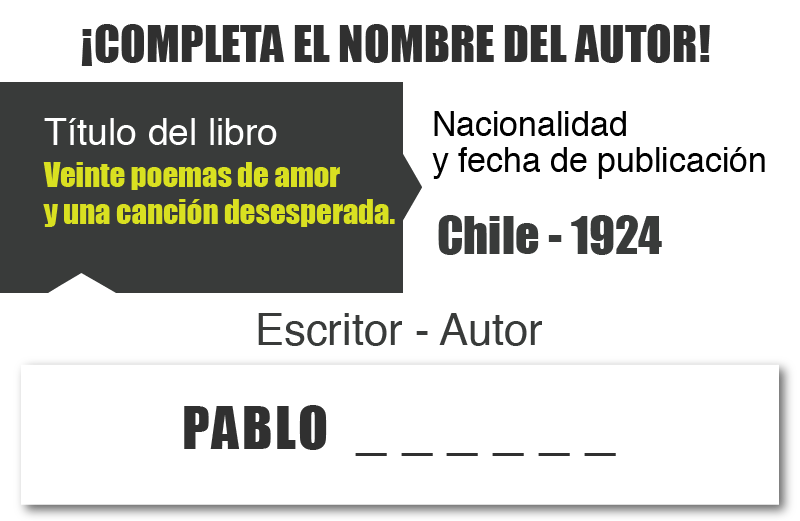 ¡COMPLETA EL NOMBRE DEL AUTOR!
Título del libro
Veinte poemas de amor
y una canción desesperada.
Nacionalidad
y fecha de publicación
Chile - 1924
Escritor - Autor
PABLO _ _ _ _ _ _